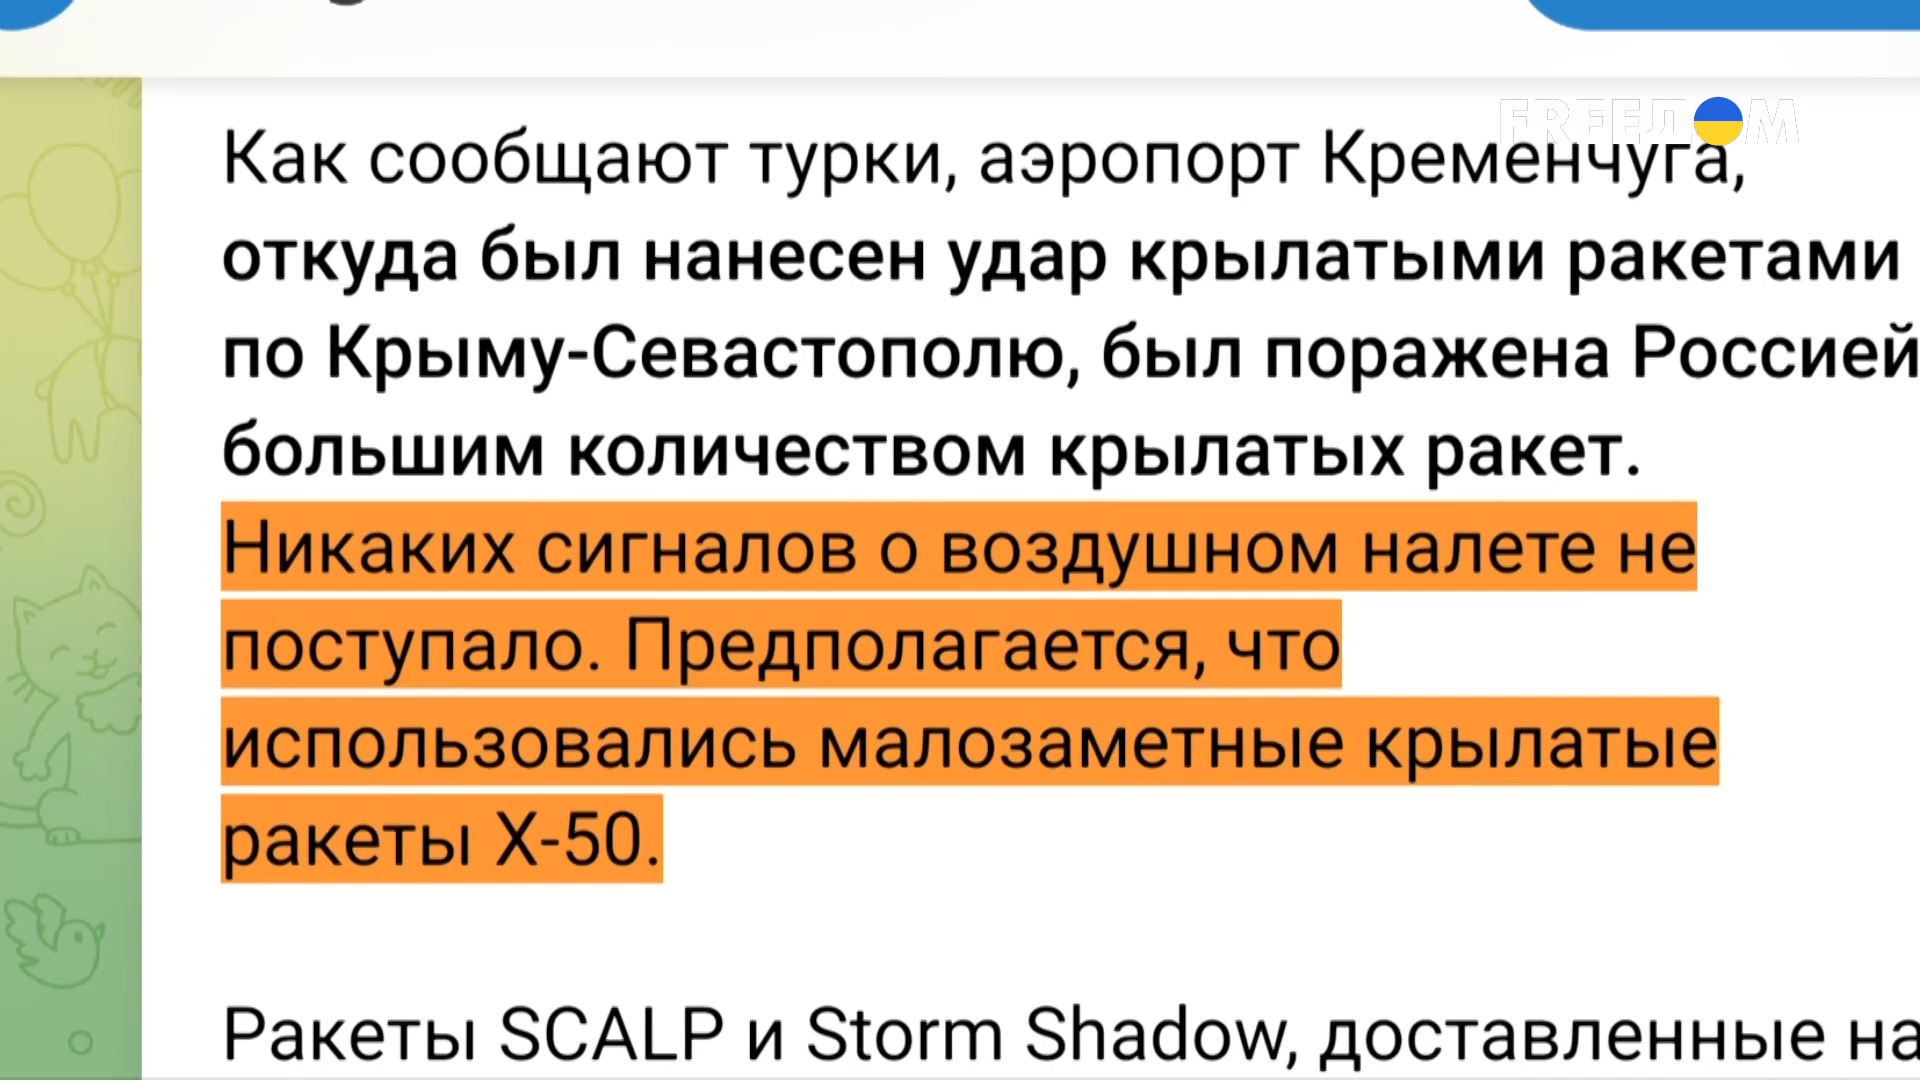 FREEДОМ
Как сообщают турки, аэропорт Кременчуга,
откуда был нанесен удар крылатыми ракетами
по Крыму-Севастополю, был поражена Россией
большим количеством крылатых ракет.
Никаких сигналов о воздушном налете не
поступало. Предполагается, что
использовались малозаметные крылатые
ракеты Х-50.
Ракеты SCALP и Storm Shadow, доставленные на